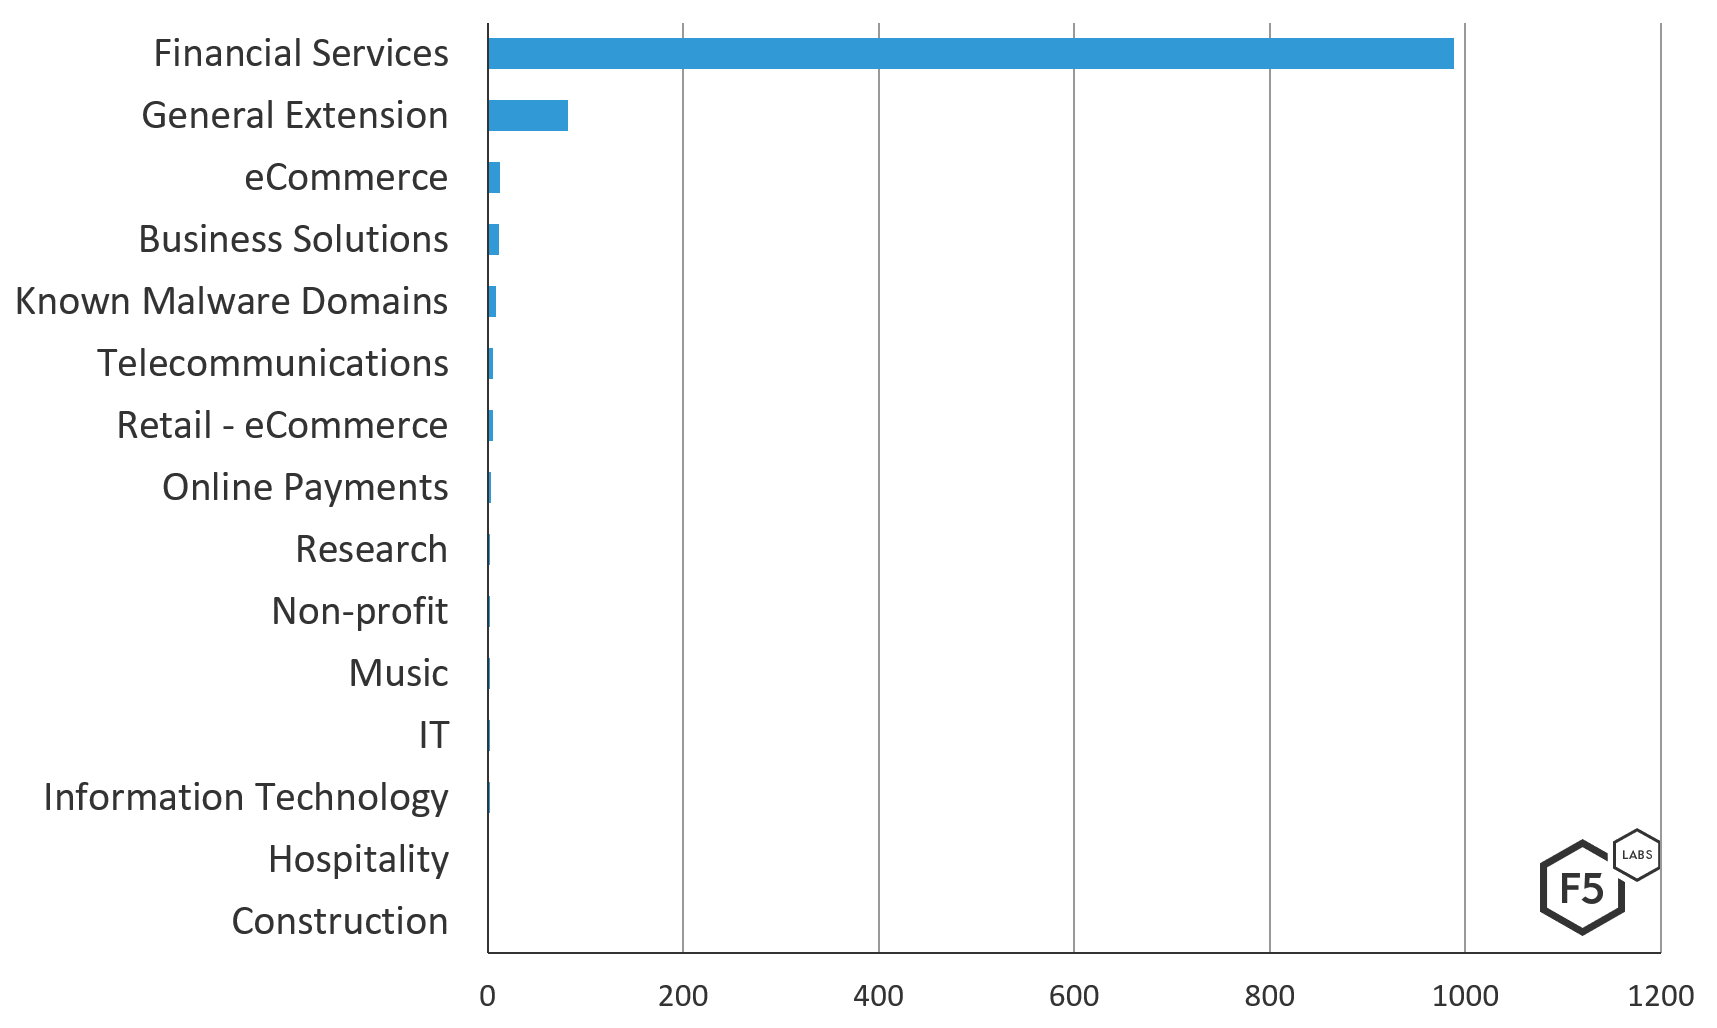 Financial Services
General Extension
eCommerce
Business Solutions
Known Malware Domains
Telecommunications
Retail - eCommerce
Online Payments
Research
Non-profit
Music
IT
Information Technology
Hospitality
Construction
LABS
F5
0 200 400 600 800 1000 1200